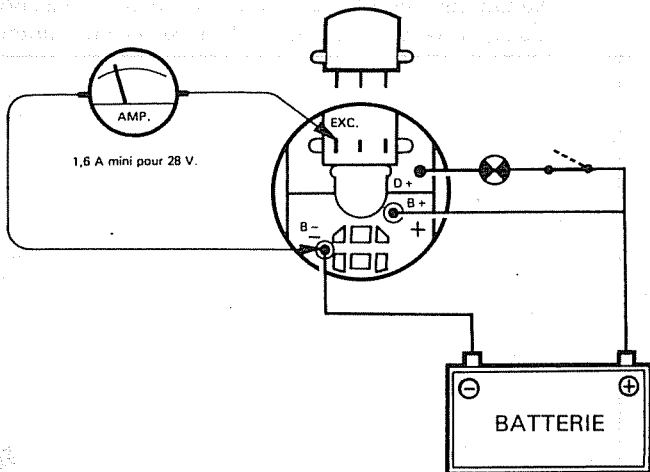 EXC.
AMP.
1,6 A mini pour 28 V.
D +
B +
+
B –
–
+
BATTERIE